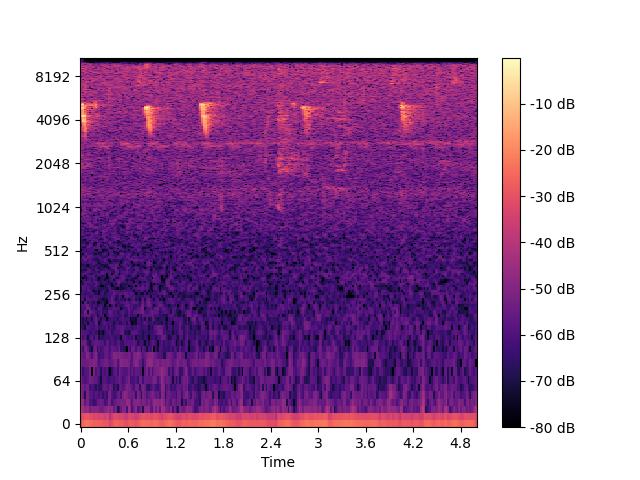 8192
4096
2048
1024
512
256
128
64
0
Hz
0 0.6 1.2 1.8 2.4 3 3.6 4.2 4.8
Time
-10 dB
-20 dB
-30 dB
-40 dB
-50 dB
-60 dB
-70 dB
-80 dB